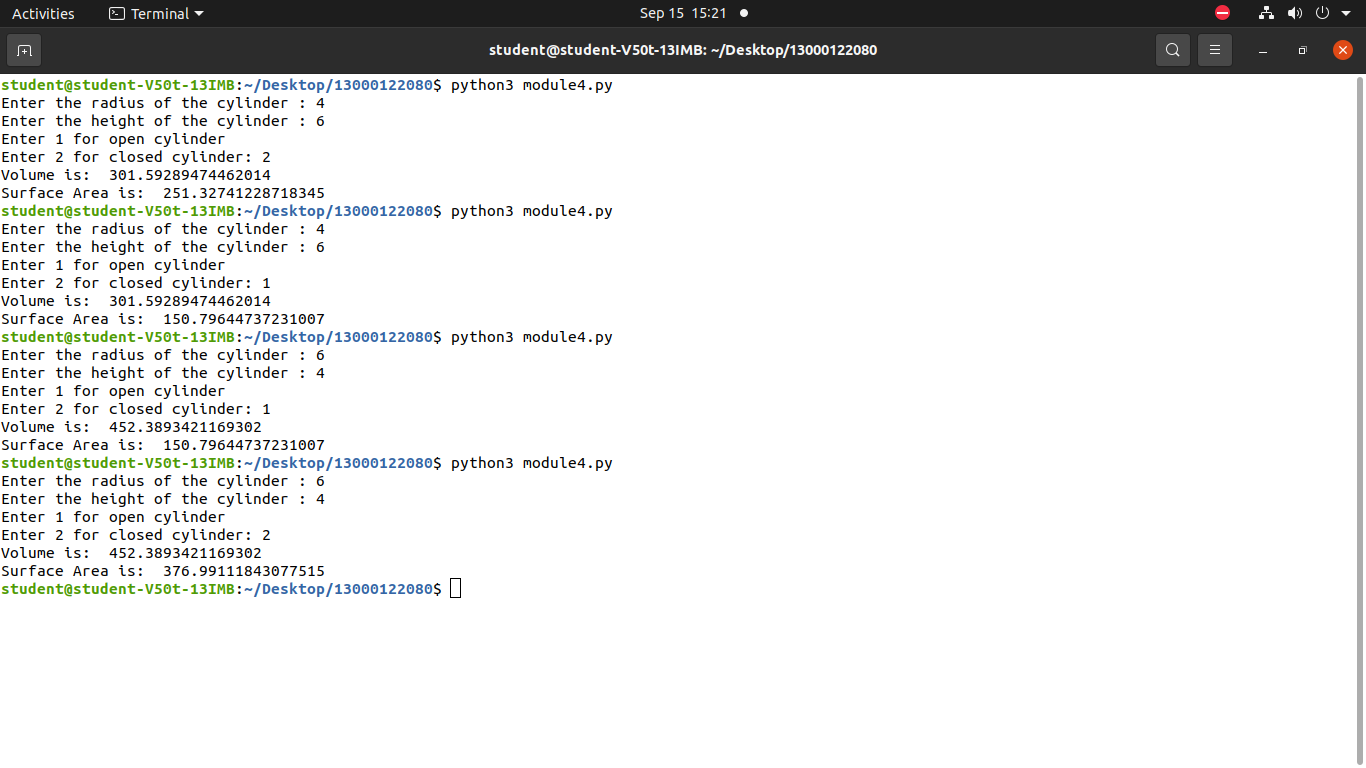 Activities Terminal Sep 15 15:21
student@student-V50t-13IMB: ~/Desktop/13000122080
student@student-V50t-13IMB:~/Desktop/13000122080$ python3 module4.py
Enter the radius of the cylinder : 4
Enter the height of the cylinder : 6
Enter 1 for open cylinder
Enter 2 for closed cylinder: 2
Volume is:  301.59289474462014
Surface Area is:  251.32741228718345
student@student-V50t-13IMB:~/Desktop/13000122080$ python3 module4.py
Enter the radius of the cylinder : 4
Enter the height of the cylinder : 6
Enter 1 for open cylinder
Enter 2 for closed cylinder: 1
Volume is:  301.59289474462014
Surface Area is:  150.79644737231007
student@student-V50t-13IMB:~/Desktop/13000122080$ python3 module4.py
Enter the radius of the cylinder : 6
Enter the height of the cylinder : 4
Enter 1 for open cylinder
Enter 2 for closed cylinder: 1
Volume is:  452.3893421169302
Surface Area is:  150.79644737231007
student@student-V50t-13IMB:~/Desktop/13000122080$ python3 module4.py
Enter the radius of the cylinder : 6
Enter the height of the cylinder : 4
Enter 1 for open cylinder
Enter 2 for closed cylinder: 2
Volume is:  452.3893421169302
Surface Area is:  376.99111843077515
student@student-V50t-13IMB:~/Desktop/13000122080$